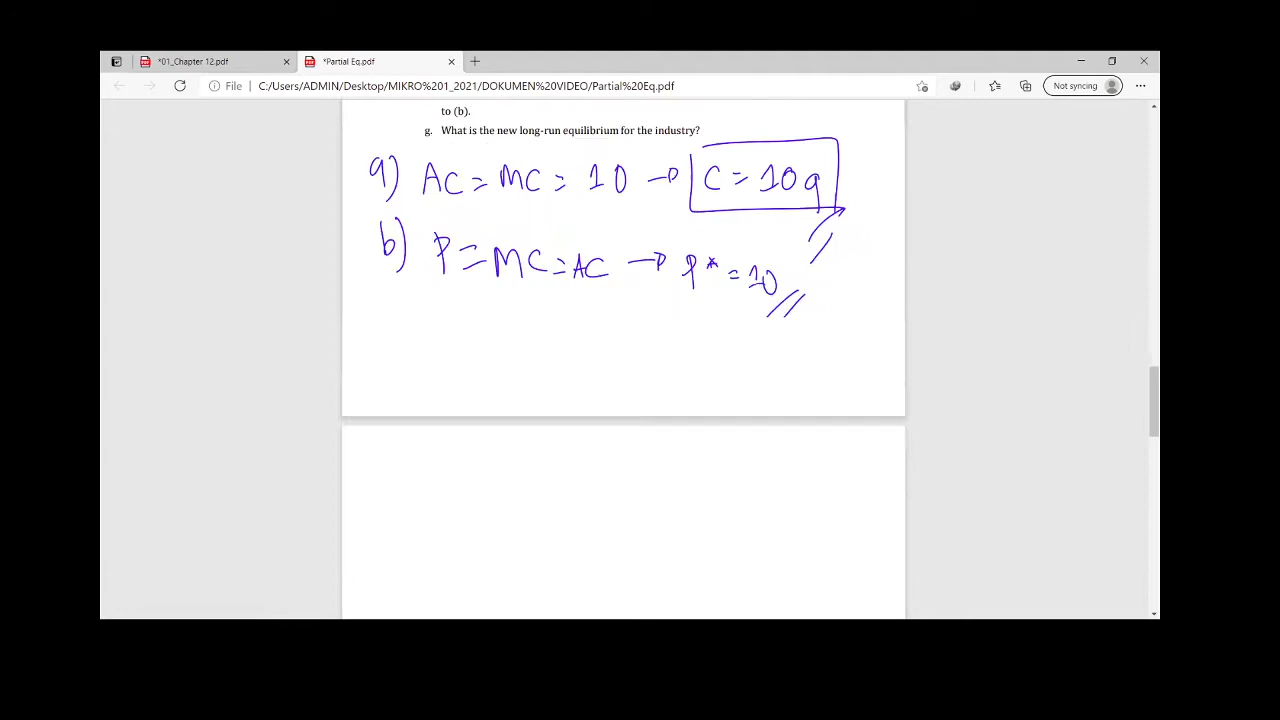 *01_Chapter 12.pdf
*Partial Eq.pdf
File C:/Users/ADMIN/Desktop/MIKRO%201_2021/DOKUMEN%20VIDEO/Partial%20Eq.pdf Not syncing
to (b).
g. What is the new long-run equilibrium for the industry?
a) AC = MC = 10 → C = 10q
b) P = MC = AC → P* = 10